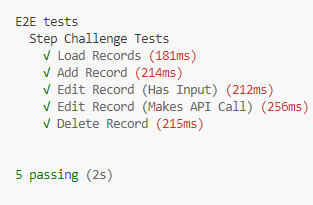 E2E tests
Step Challenge Tests
√ Load Records (181ms)
√ Add Record (214ms)
√ Edit Record (Has Input) (212ms)
√ Edit Record (Makes API Call) (256ms)
√ Delete Record (215ms)
5 passing (2s)